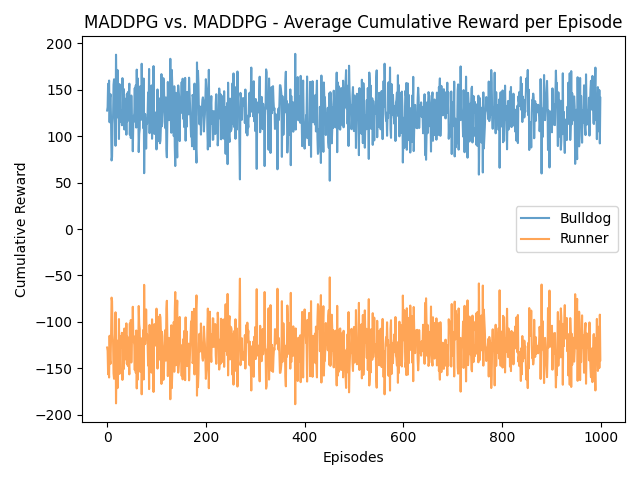 MADDPG vs. MADDPG - Average Cumulative Reward per Episode
Cumulative Reward
200
150
100
50
0
−50
−100
−150
−200
Bulldog
Runner
0 200 400 600 800 1000
Episodes